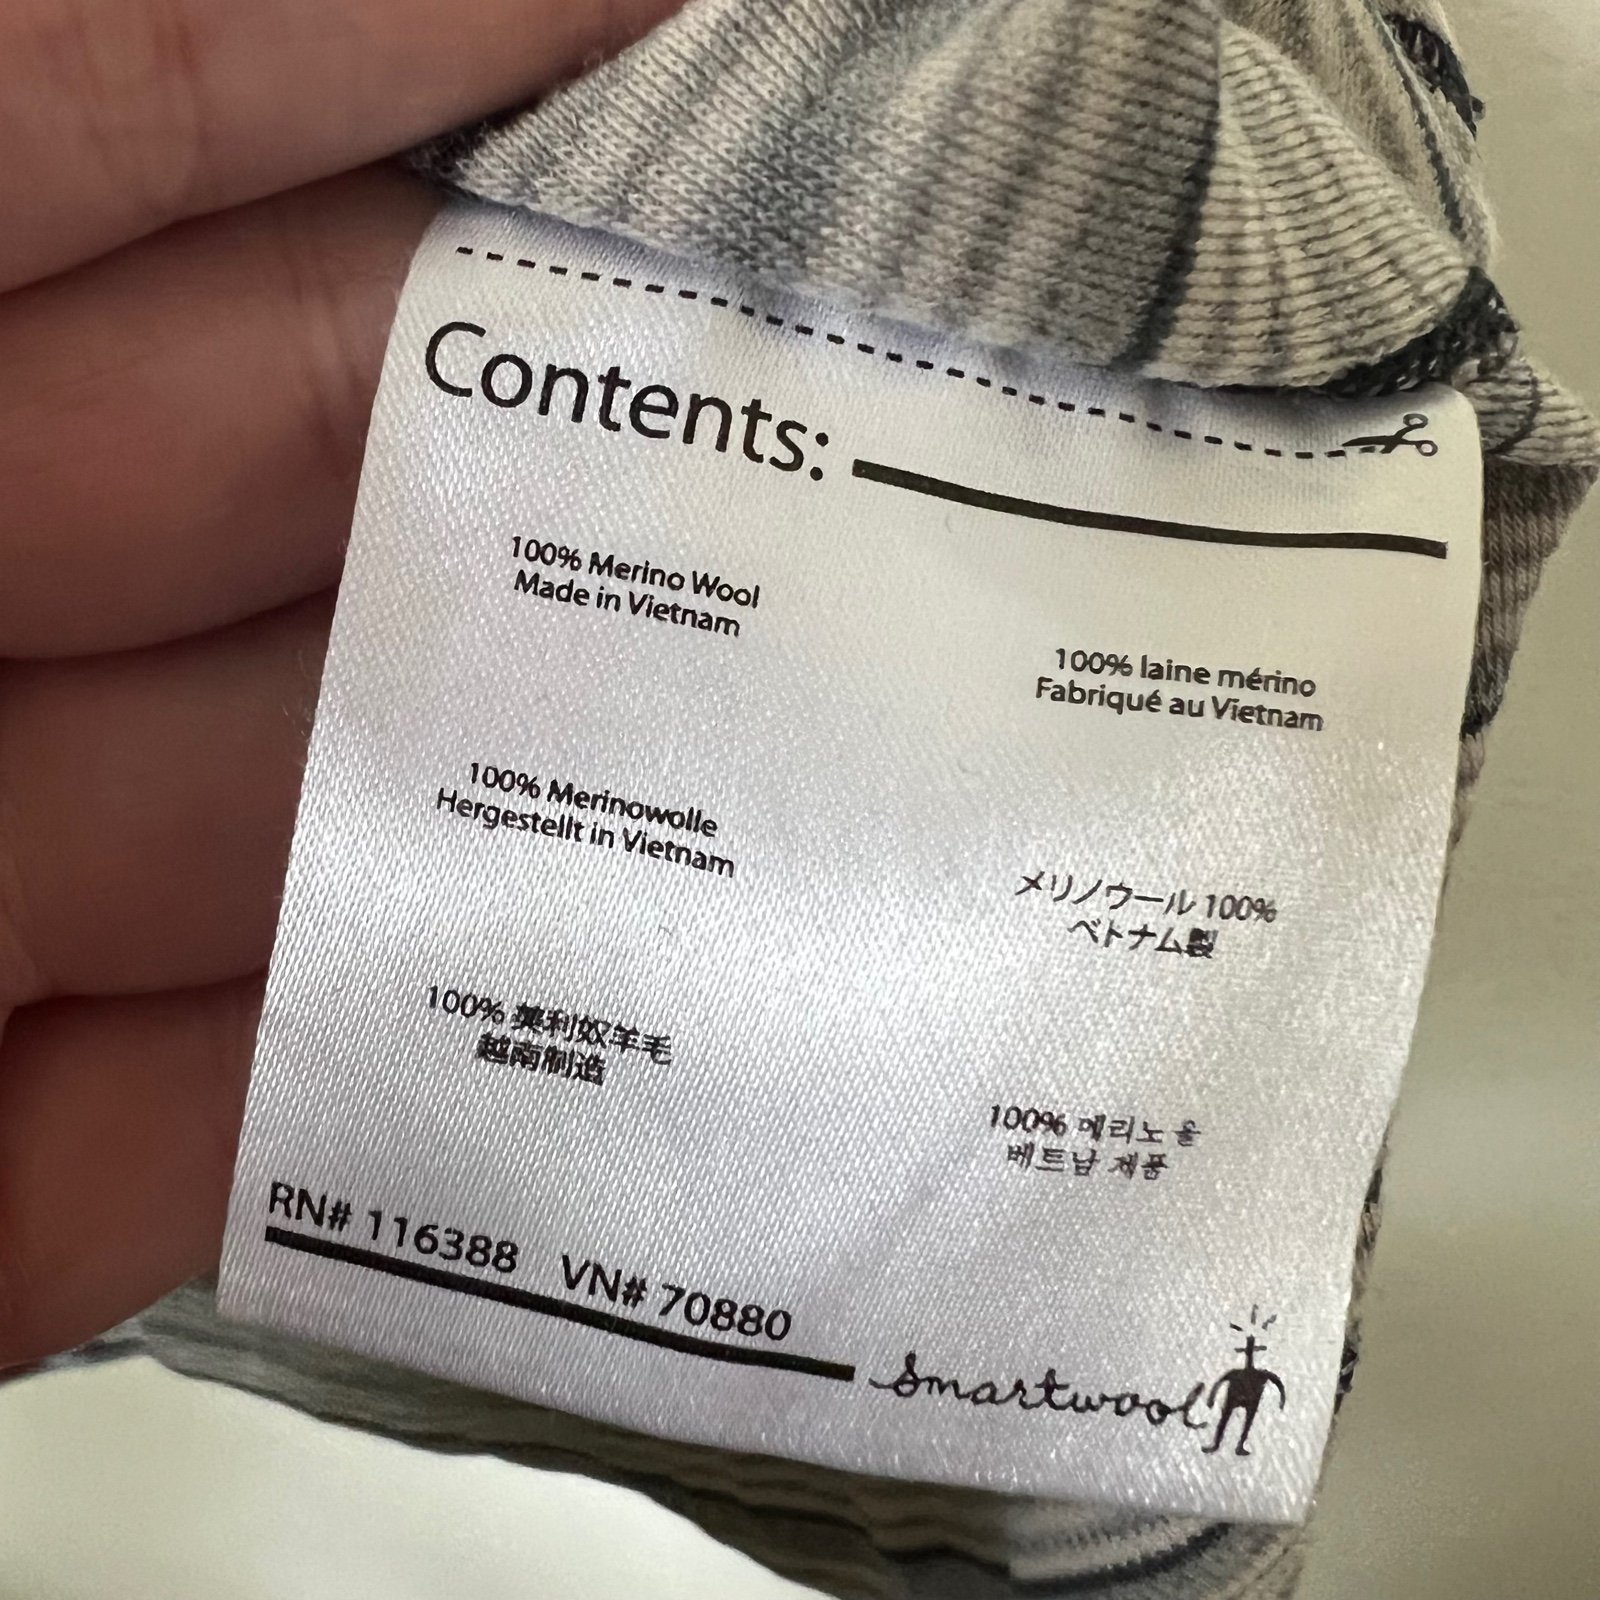 Contents:
100% Merino Wool
Made in Vietnam
100% laine mérino
Fabriqué au Vietnam
100% Merinowolle
Hergestellt in Vietnam
メリノウール 100%
ベトナム製
100% 美利奴羊毛
越南制造
100% 메리노 울
베트남 제품
RN# 116388 VN# 70880
smartwool